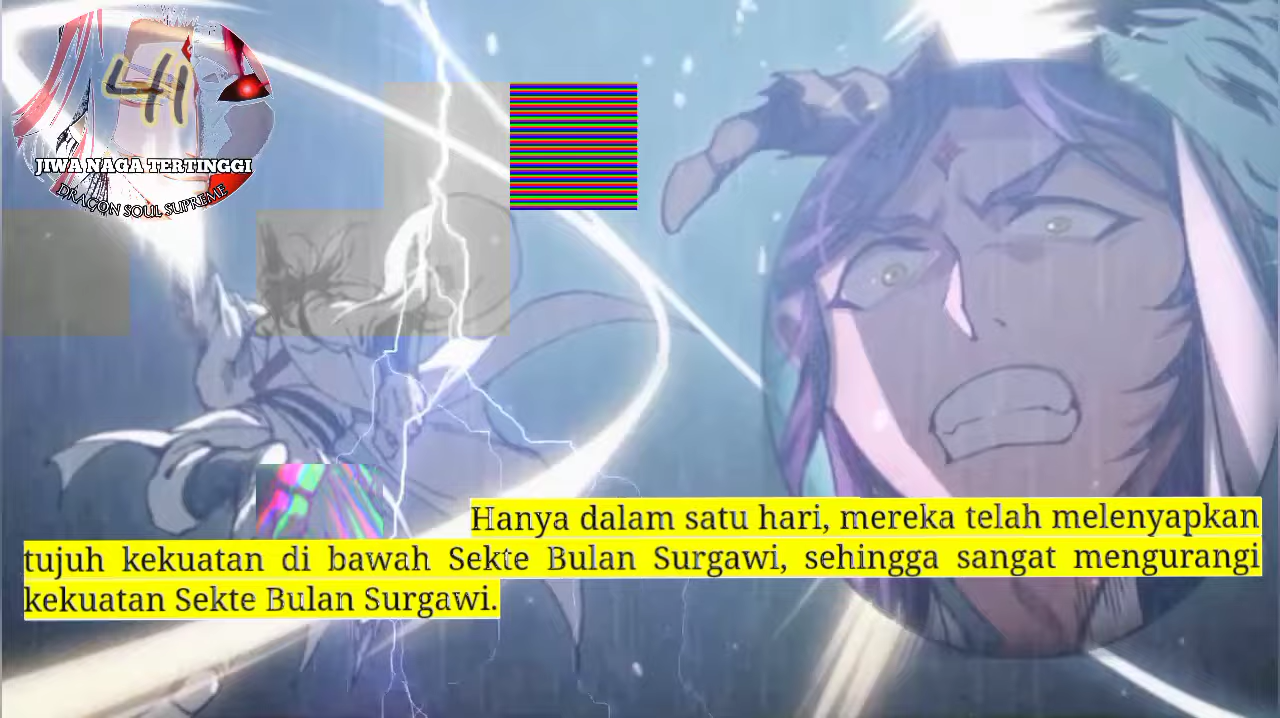 41
JIWA NAGA TERTINGGI
DRAGON SOUL SUPREME
Hanya dalam satu hari, mereka telah melenyapkan
tujuh kekuatan di bawah Sekte Bulan Surgawi, sehingga sangat mengurangi
kekuatan Sekte Bulan Surgawi.